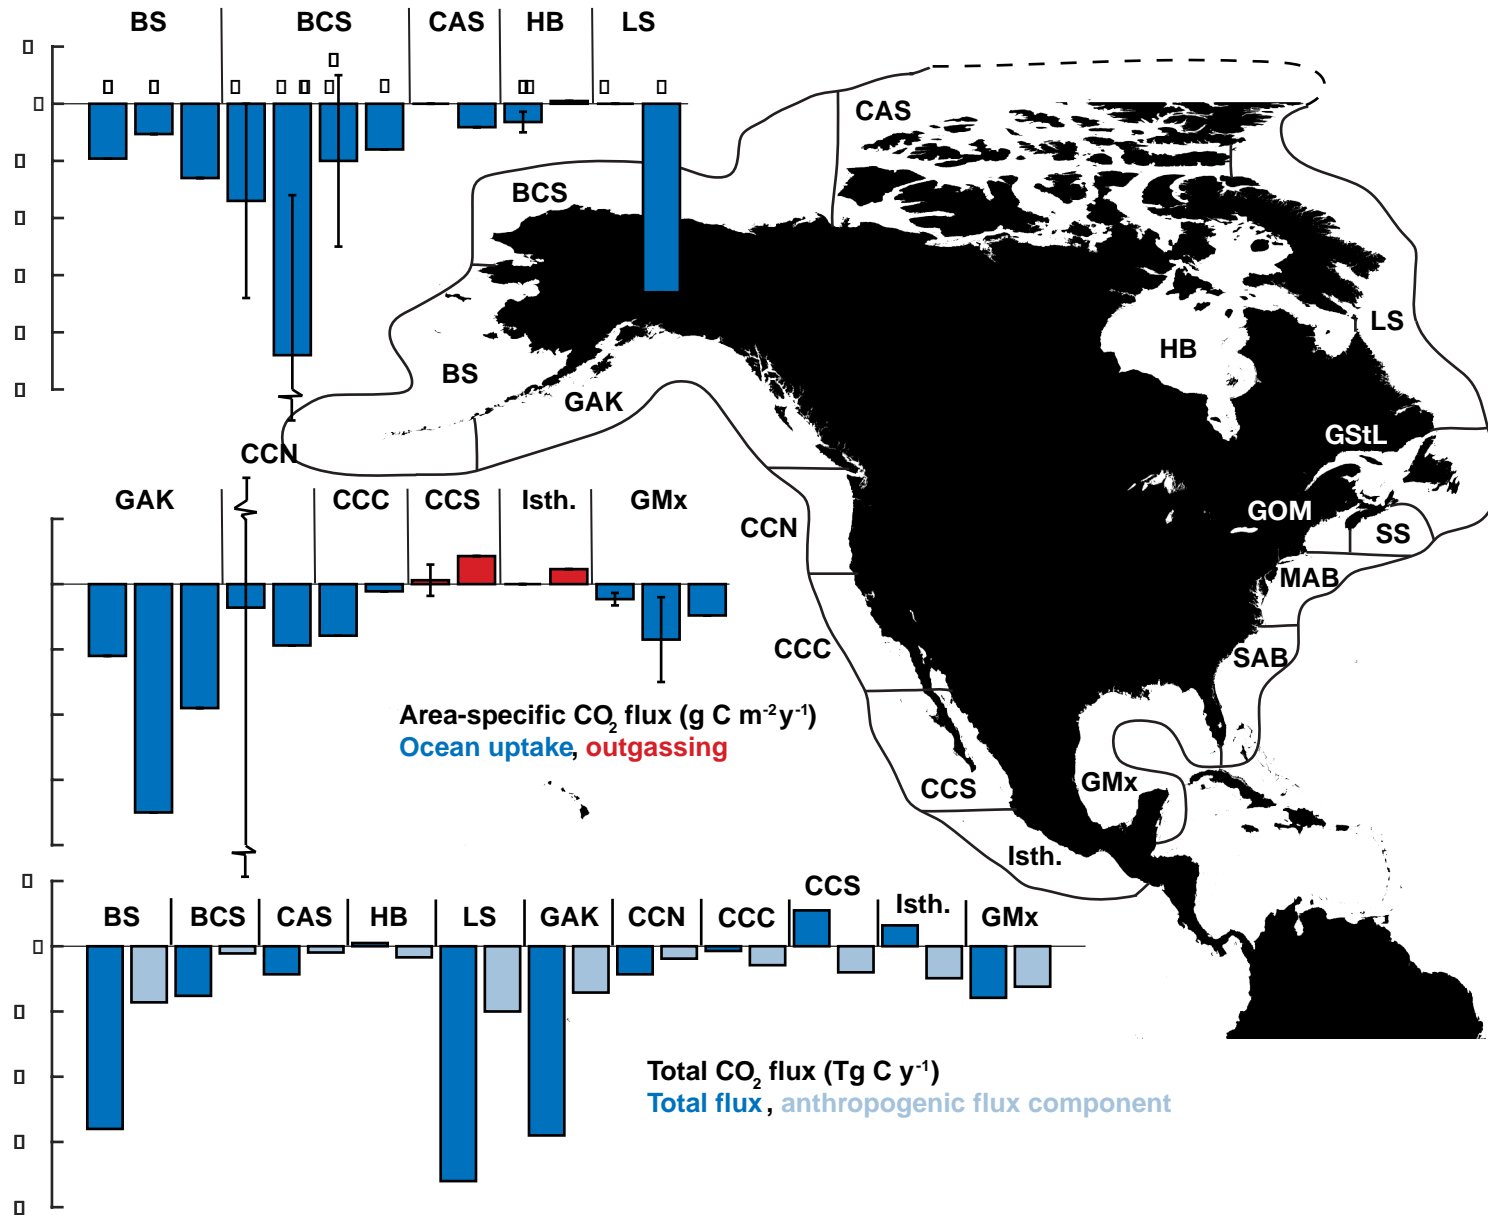 BS BCS CAS HB LS
CAS
BCS
LS
HB
BS
GAK
GStL
CCN
GAK CCC CCS Isth. GMx
GOM
CCN
SS
MAB
CCC
SAB
Area-specific CO2 flux (g C m-2y-1)
Ocean uptake, outgassing
CCS
GMx
Isth.
BS BCS CAS HB LS GAK CCN CCC CCS Isth. GMx
Total CO2 flux (Tg C y-1)
Total flux, anthropogenic flux component